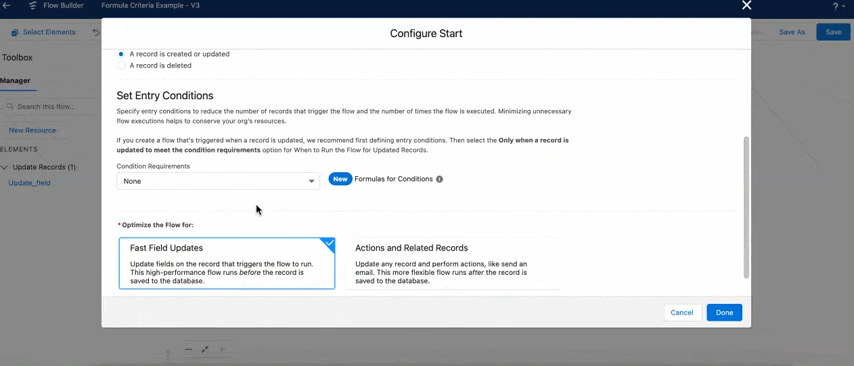 Flow Builder
Formula Criteria Example - V3
?
Select Elements
Save As
Save
Configure Start
Toolbox
Manager
Search this flow...
New Resource
ELEMENTS
Update Records (1)
Update_field
A record is created or updated
A record is deleted
Set Entry Conditions
Specify entry conditions to reduce the number of records that trigger the flow and the number of times the flow is executed. Minimizing unnecessary
flow executions helps to conserve your org's resources.
If you create a flow that's triggered when a record is updated, we recommend first defining entry conditions. Then select the Only when a record is
updated to meet the condition requirements option for When to Run the Flow for Updated Records.
Condition Requirements
None
New Formulas for Conditions
*Optimize the Flow for:
Fast Field Updates
Update fields on the record that triggers the flow to run.
This high-performance flow runs before the record is
saved to the database.
Actions and Related Records
Update any record and perform actions, like send an
email. This more flexible flow runs after the record is
saved to the database.
Cancel
Done